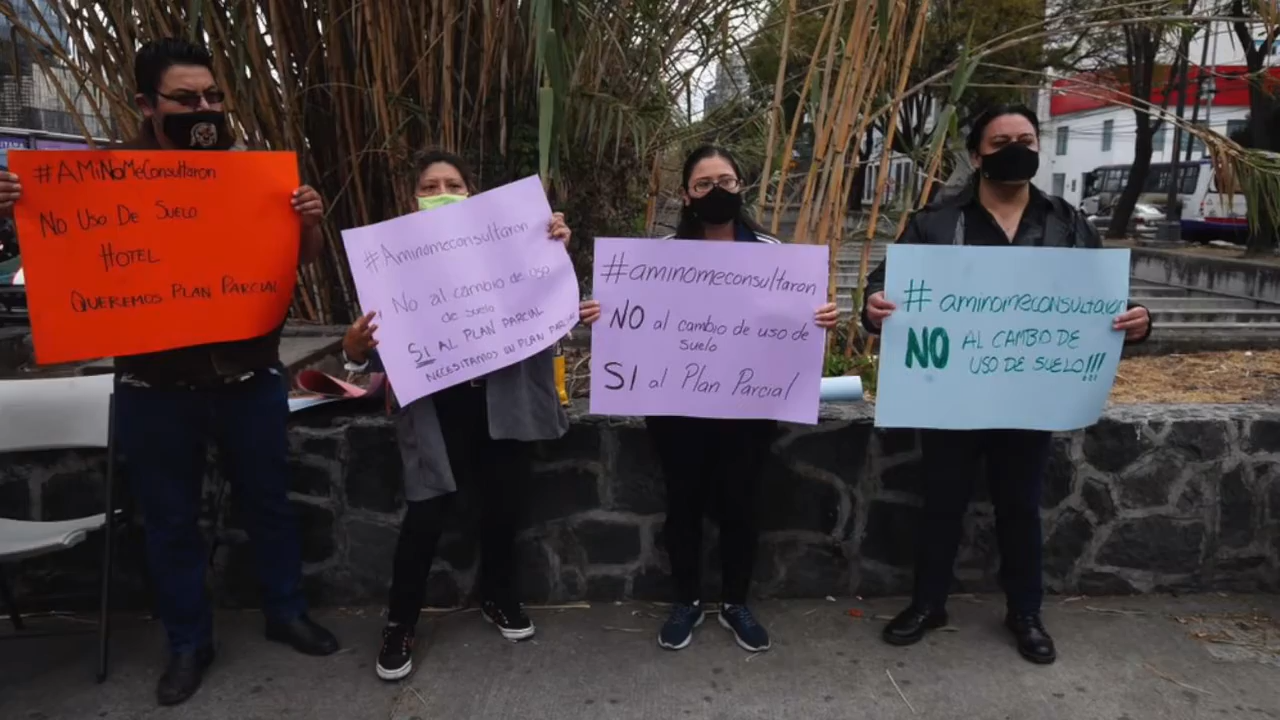 #AMiNoMeConsultaron
No Uso De Suelo
Hotel
Queremos Plan Parcial
#Aminomeconsultaron
No al cambio de uso
de suelo
SI AL PLAN PARCIAL
NECESITAMOS UN PLAN PARCIAL
#aminomeconsultaron
NO al cambio de uso de
suelo
SI al Plan Parcial
# aminomeconsultaron
NO AL CAMBIO DE
USO DE SUELO!!!